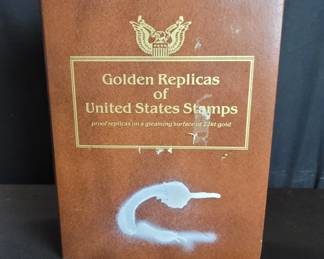 Golden Replicas
of
United States Stamps
proof replicas on a gleaming surface of 22kt gold